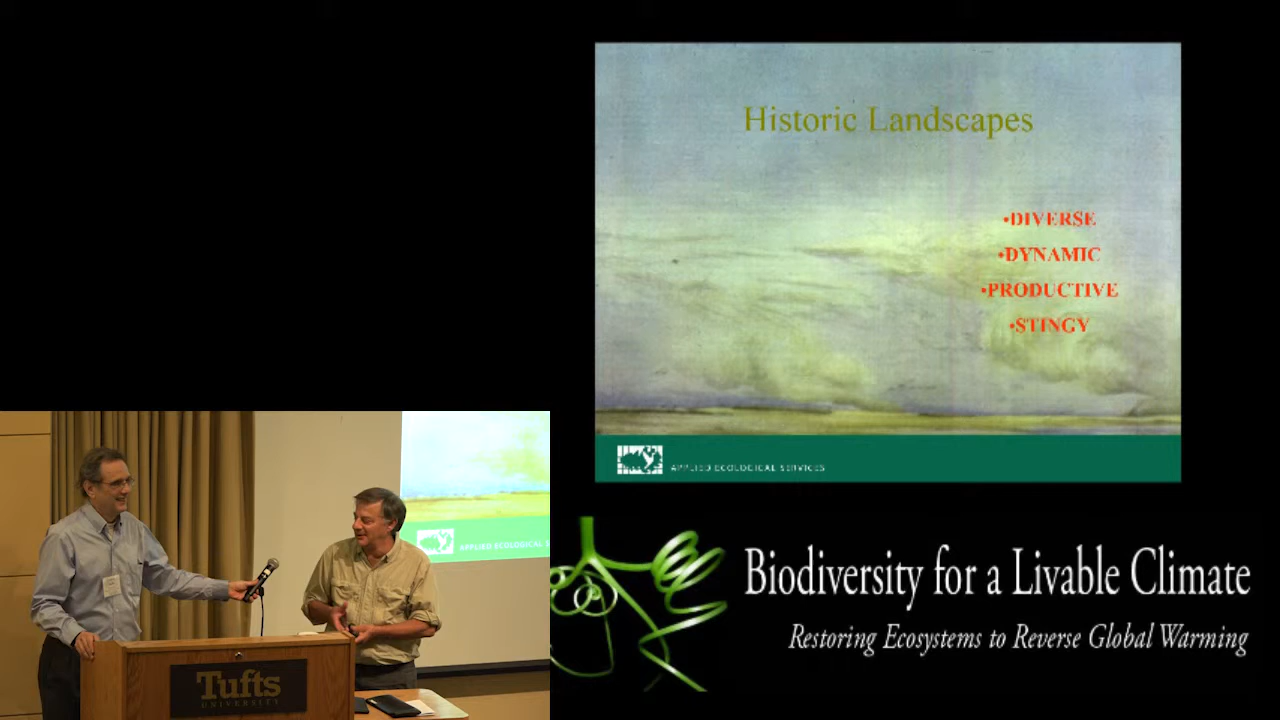 Historic Landscapes
•DIVERSE
•DYNAMIC
•PRODUCTIVE
•STINGY
APPLIED ECOLOGICAL SERVICES
APPLIED ECOLOGICAL S
Tufts
UNIVERSITY
Biodiversity for a Livable Climate
Restoring Ecosystems to Reverse Global Warming